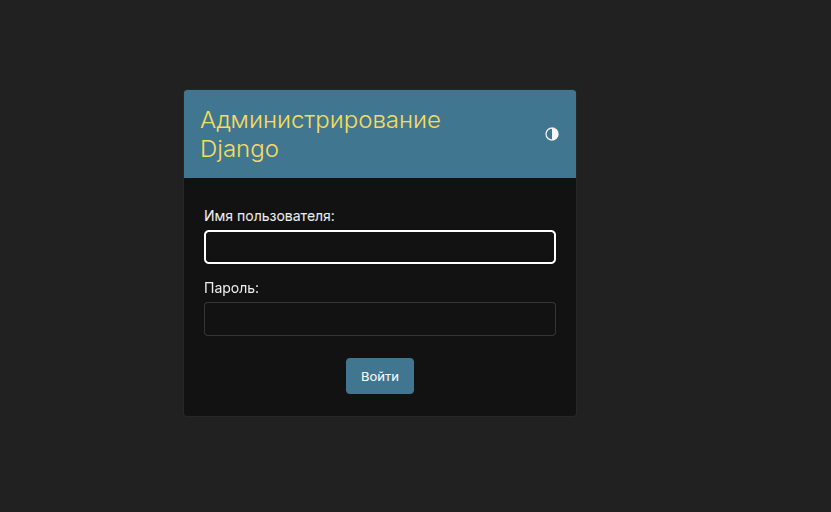 Администрирование
Django
Имя пользователя:
Пароль:
Войти